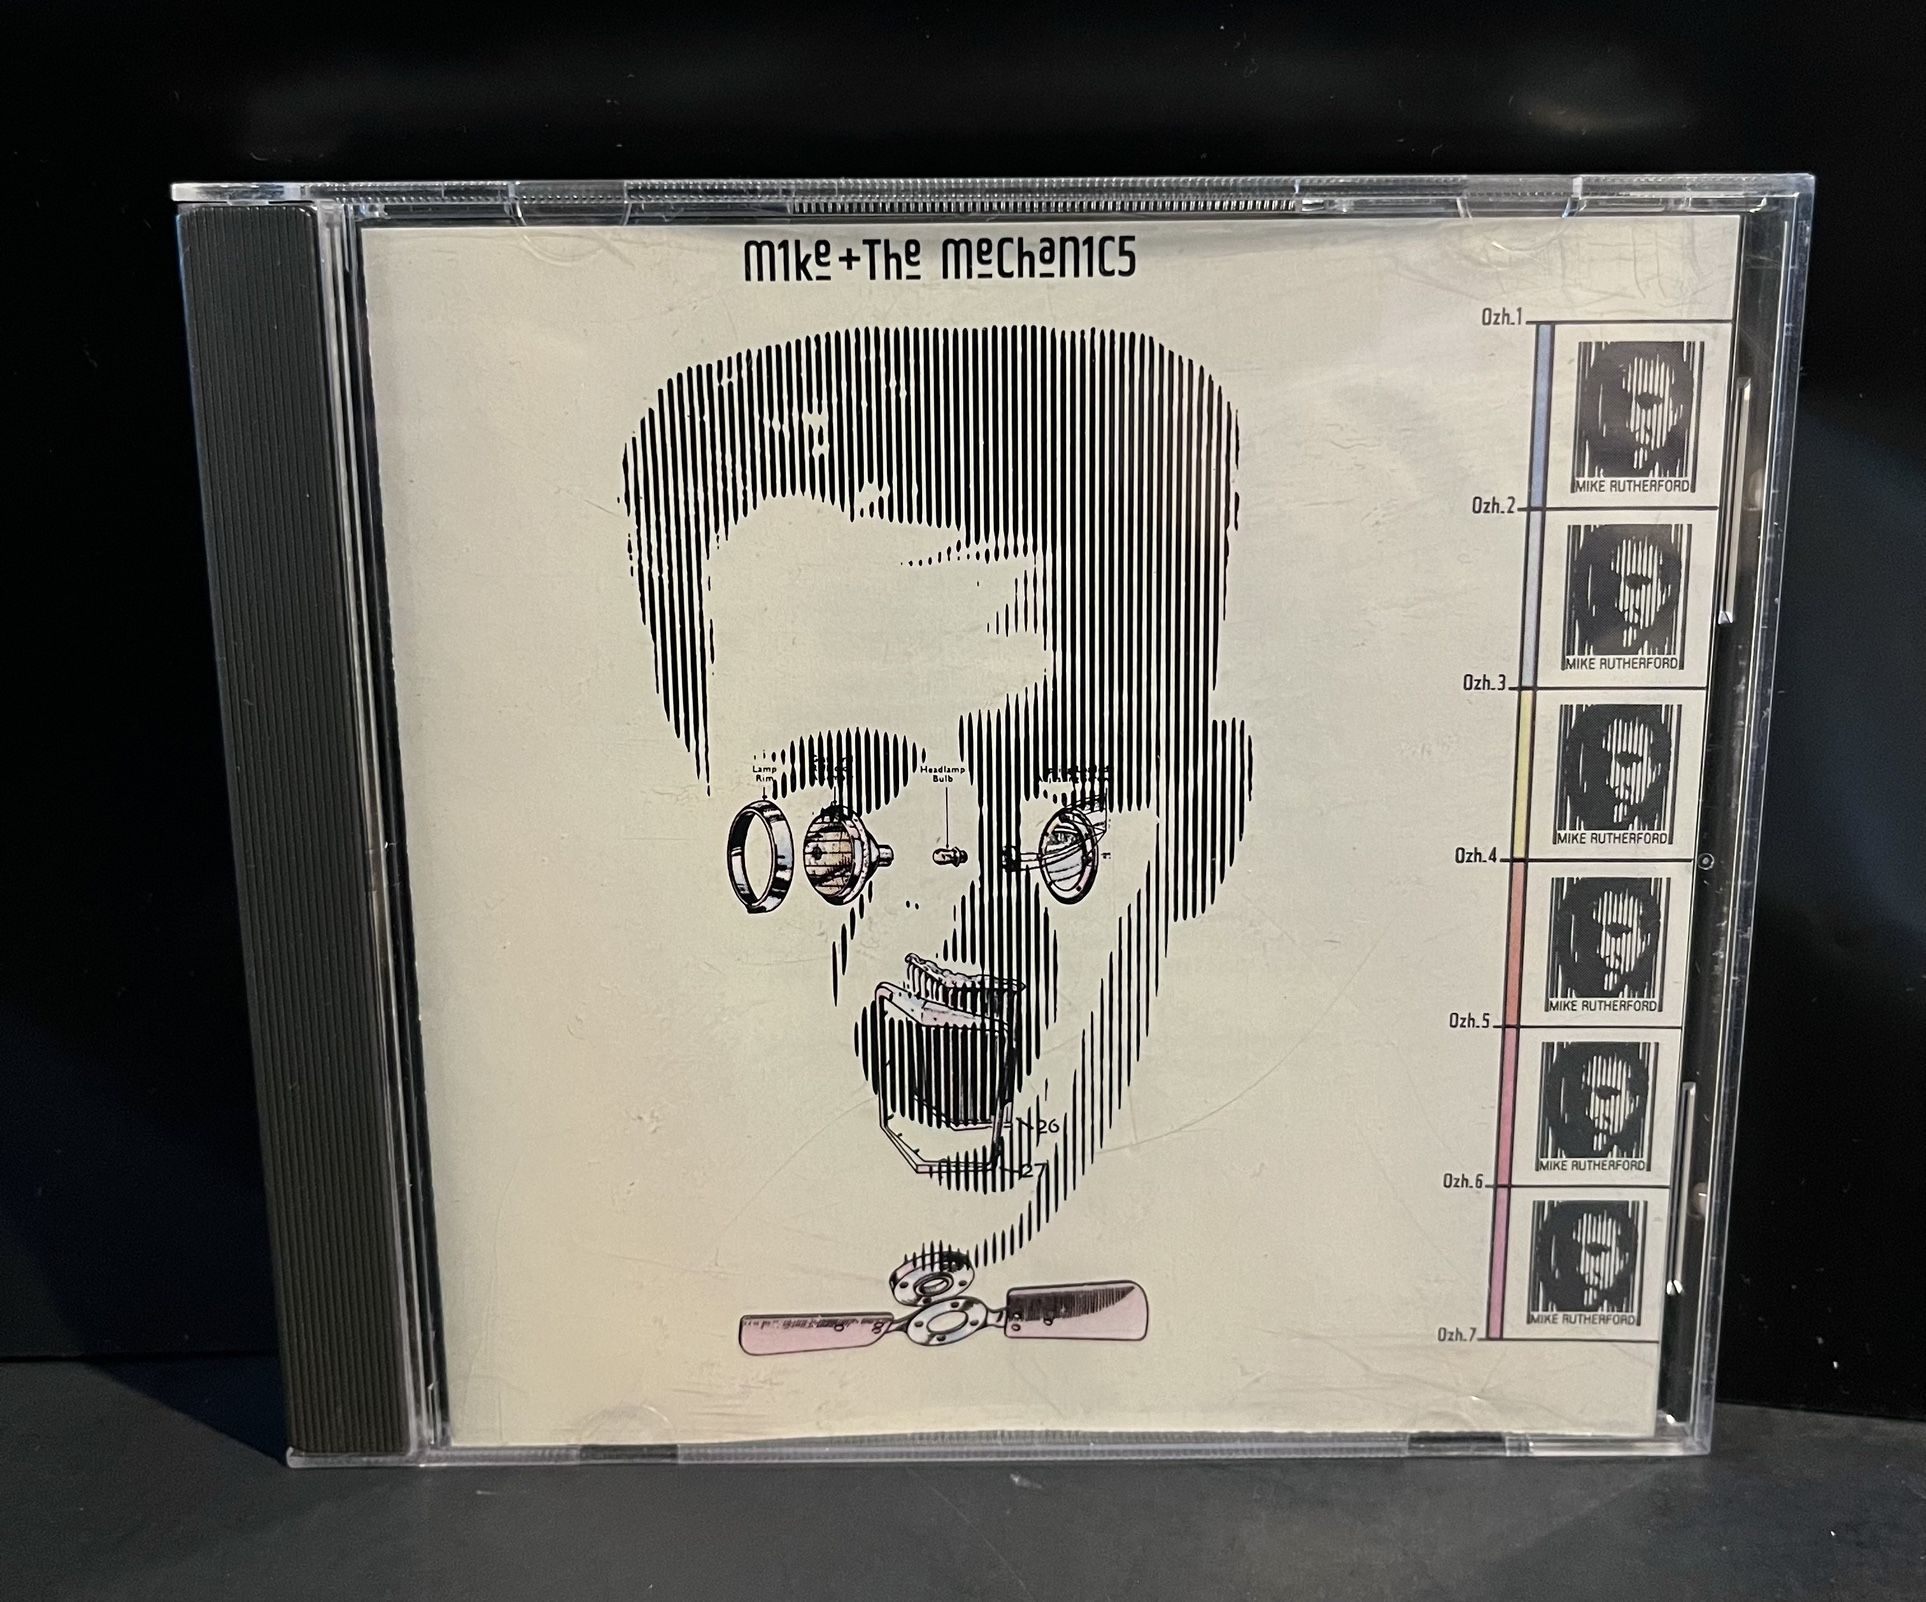 M1ke +The MechaN1C5
Ozh.1
MIKE RUTHERFORD
Ozh.2
MIKE RUTHERFORD
Ozh.3
MIKE RUTHERFORD
Ozh.4
MIKE RUTHERFORD
Ozh.5
MIKE RUTHERFORD
Ozh.6
MIKE RUTHERFORD
Ozh.7
Lamp
Rim
Headlamp
Bulb
26
27